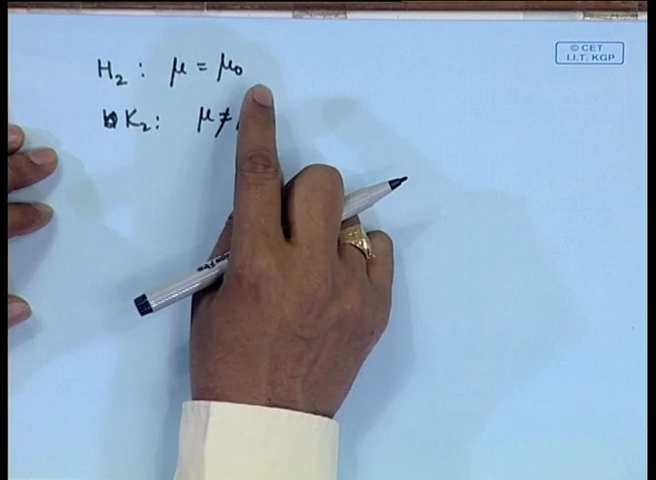 H₂ : μ = μ₀
K₂ : μ ≠
© CET
I.I.T. KGP